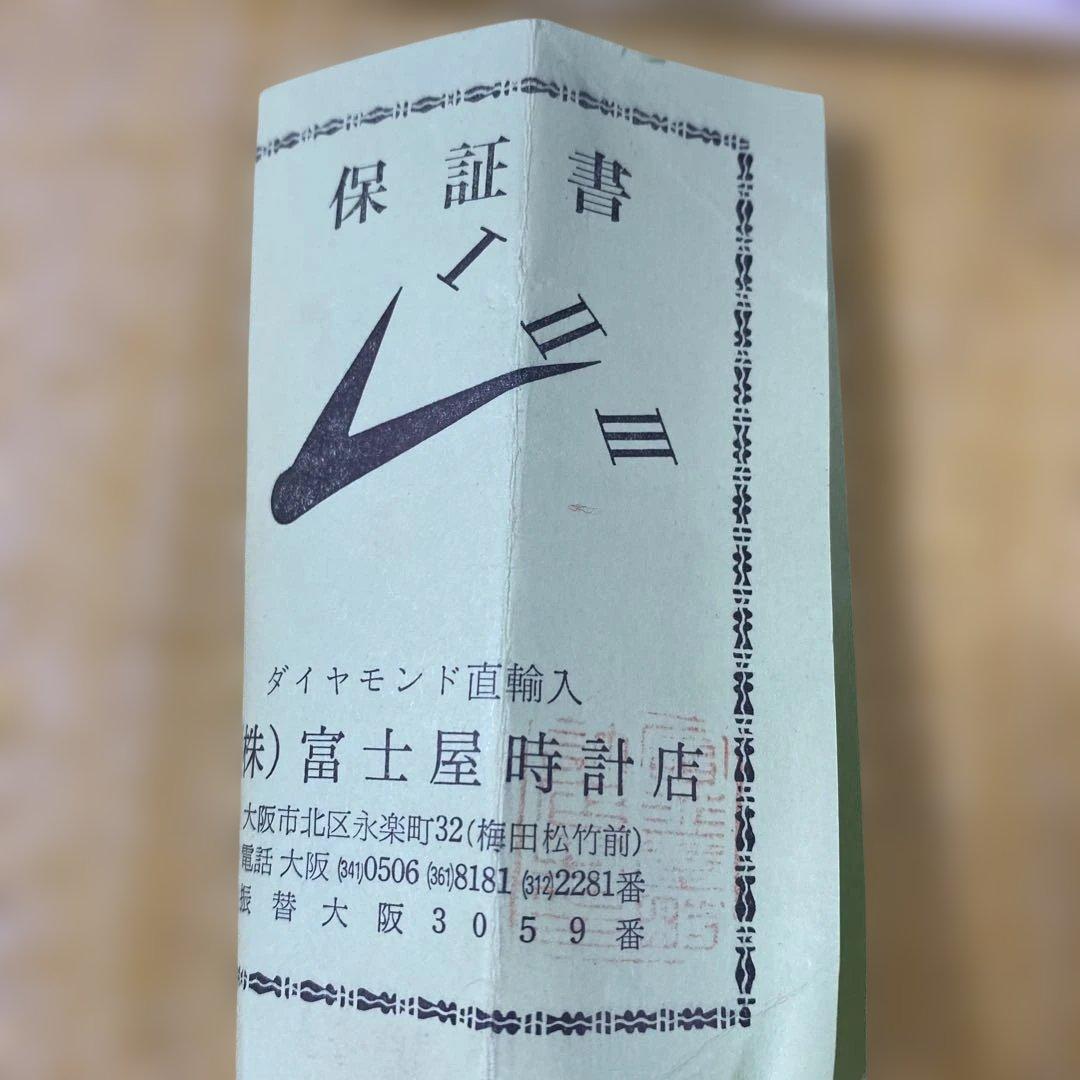 保証書
I
II
III
ダイヤモンド直輸入
(株)富士屋時計店
大阪市北区永楽町32(梅田松竹前)
電話 大阪 (341)0506 (361)8181 (312)2281番
振替大阪3059番